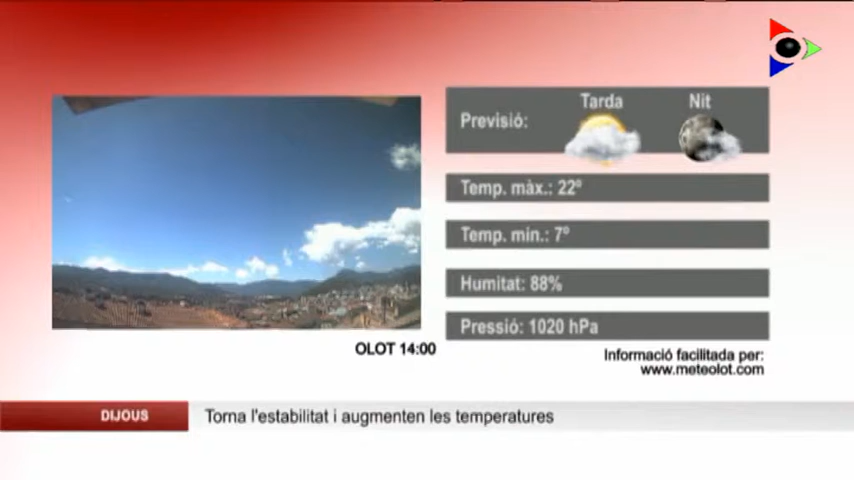 Tarda Nit
Previsió:
Temp. màx.: 22º
Temp. min.: 7º
Humitat: 88%
Pressió: 1020 hPa
OLOT 14:00
Informació facilitada per:
www.meteolot.com
DIJOUS Torna l'estabilitat i augmenten les temperatures